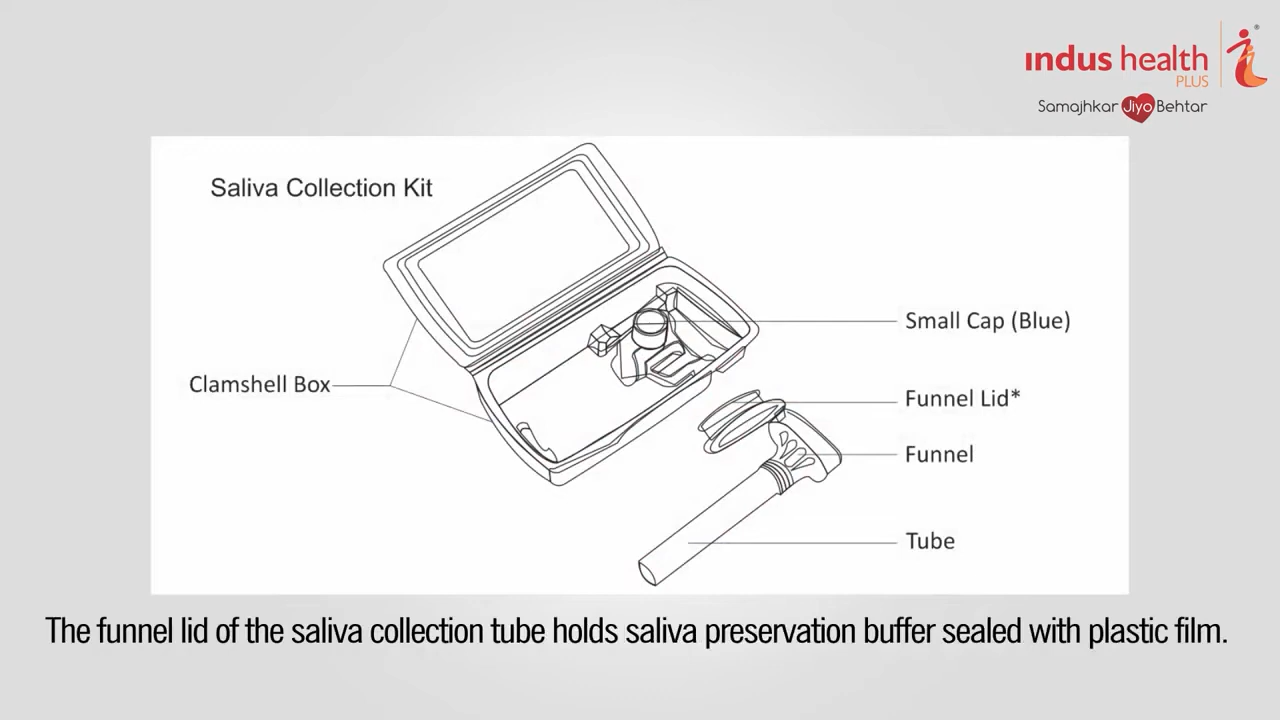 indus health
PLUS
Samajhkar Jiyo Behtar
Saliva Collection Kit
Small Cap (Blue)
Clamshell Box
Funnel Lid*
Funnel
Tube
The funnel lid of the saliva collection tube holds saliva preservation buffer sealed with plastic film.